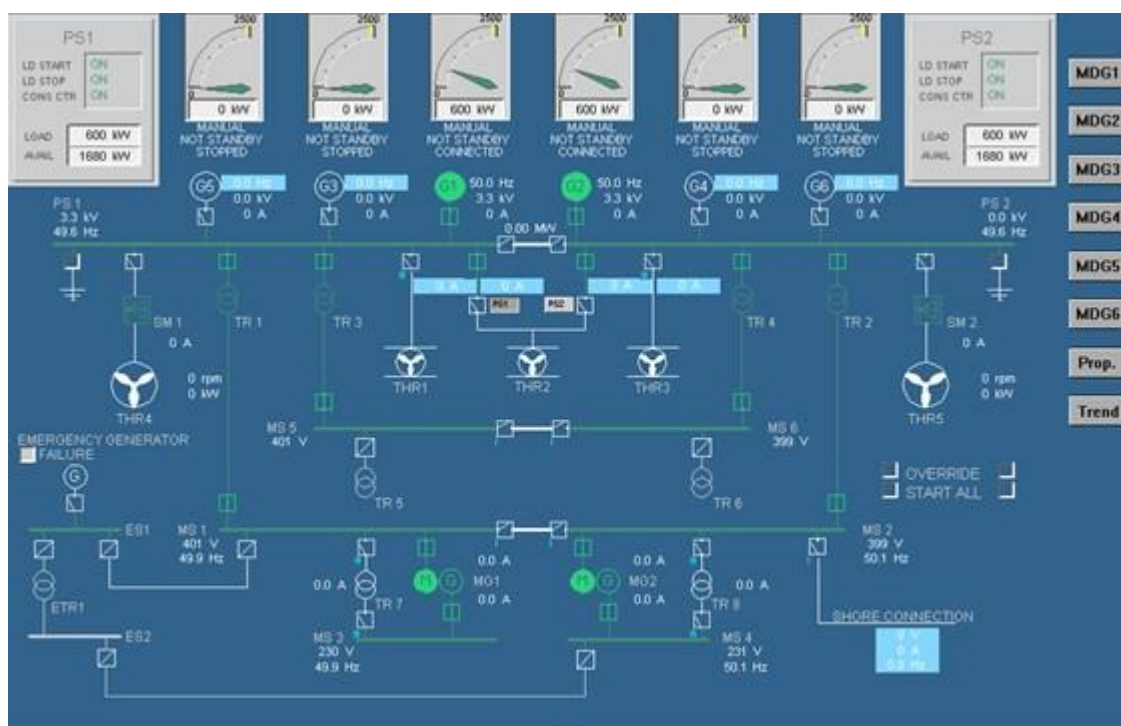 PS1
LD START ON
LD STOP ON
CONS CTR ON
LOAD 600 kW
AVAIL 1680 kW
2500 2500 2500 2500 2500 2500
0 0 0 0 0 0
0 kW 0 kW 600 kW 600 kW 0 kW 0 kW
MANUAL MANUAL MANUAL MANUAL MANUAL MANUAL
NOT STANDBY NOT STANDBY NOT STANDBY NOT STANDBY NOT STANDBY NOT STANDBY
STOPPED STOPPED CONNECTED CONNECTED STOPPED STOPPED
PS2
LD START ON
LD STOP ON
CONS CTR ON
LOAD 600 kW
AVAIL 1680 kW
MDG1
MDG2
MDG3
MDG4
MDG5
MDG6
Prop.
Trend
G5 0.0 Hz G3 0.0 Hz G1 50.0 Hz G2 50.0 Hz G4 0.0 Hz G6 0.0 Hz
0.0 kV 0.0 kV 3.3 kV 3.3 kV 0.0 kV 0.0 kV
0 A 0 A 0 A 0 A 0 A 0 A
PS 1
3.3 kV
49.6 Hz
0.00 MW
PS 2
0.0 kV
49.6 Hz
0 A 0 A 0 A 0 A
PS1 PS2
SM 1 TR 1 TR 3 TR 4 TR 2 SM 2
0 A 0 A
THR1 THR2 THR3
0 rpm 0 rpm
0 kW 0 kW
THR4 THR5
MS 5
401 V
MS 6
399 V
EMERGENCY GENERATOR
FAILURE
G
TR 5 TR 6
OVERRIDE
START ALL
ES1
MS 1
401 V
49.9 Hz
MS 2
399 V
50.1 Hz
0.0 A 0.0 A
0.0 A M G MG1 M G MG2 0.0 A
0.0 A 0.0 A
ETR1 TR 7 TR 8
SHORE CONNECTION
0 V
0 A
ES2
MS 3
230 V
49.9 Hz
MS 4
231 V
50.1 Hz